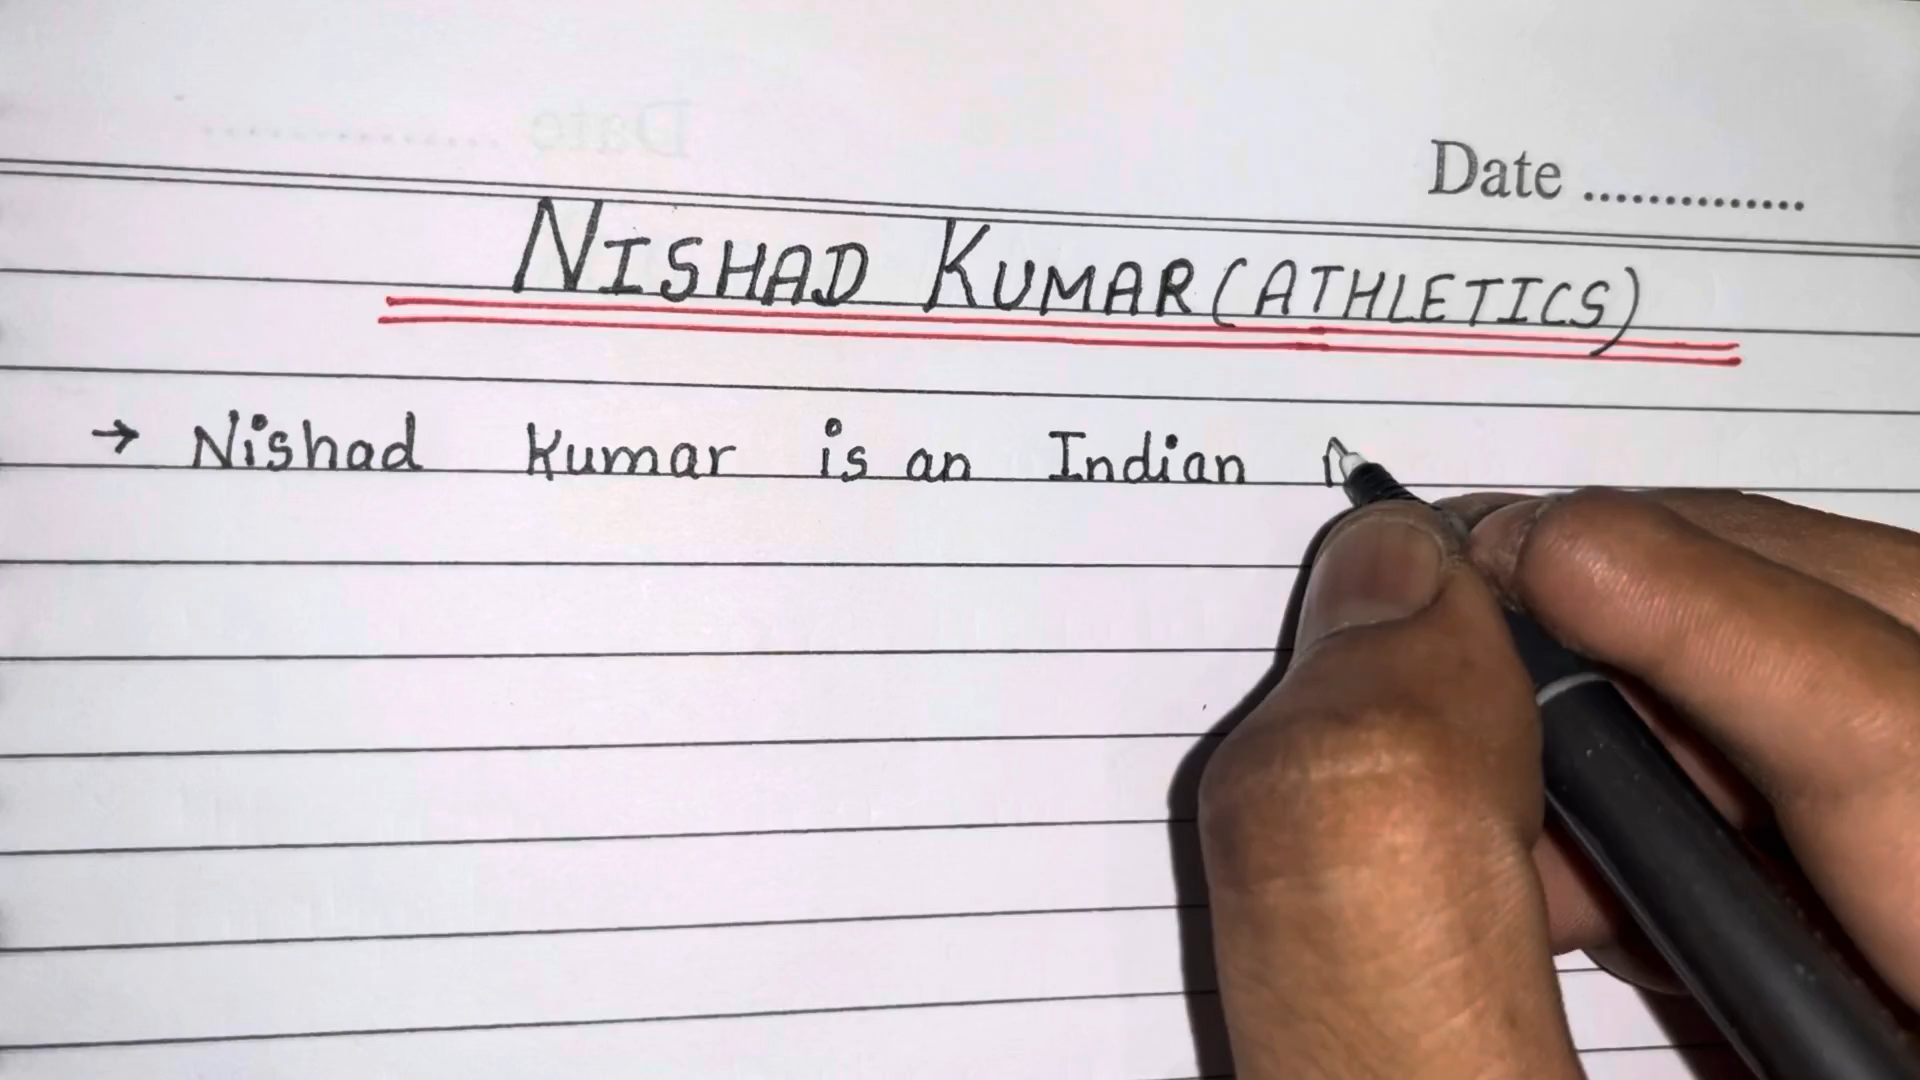 Date ..............
NISHAD KUMAR (ATHLETICS)
→ Nishad Kumar is an Indian